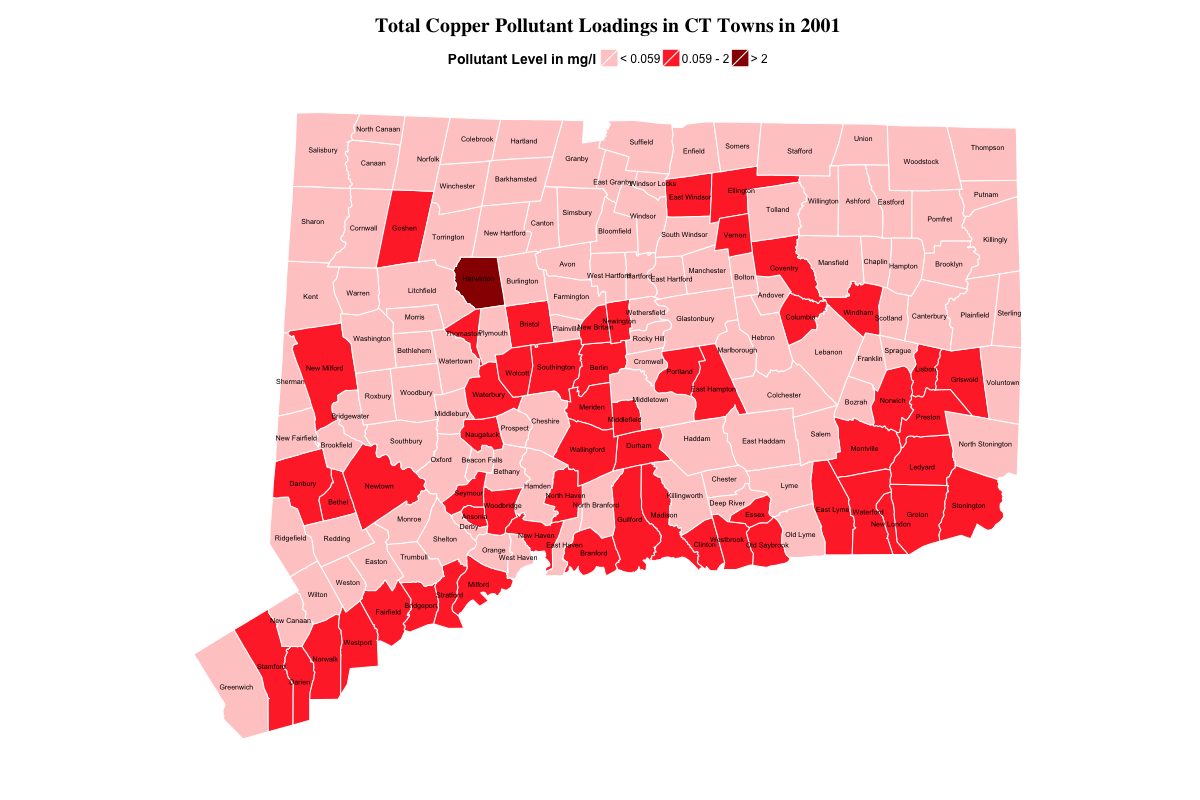 Total Copper Pollutant Loadings in CT Towns in 2001
Pollutant Level in mg/l < 0.059 0.059 - 2 > 2
North Canaan
Salisbury
Canaan
Norfolk
Colebrook
Hartland
Granby
Suffield
Enfield
Somers
Stafford
Union
Woodstock
Thompson
Winchester
Barkhamsted
East Granby
Windsor Locks
East Windsor
Ellington
Tolland
Willington
Ashford
Eastford
Putnam
Pomfret
Sharon
Cornwall
Goshen
Torrington
New Hartford
Canton
Simsbury
Bloomfield
Windsor
South Windsor
Vernon
Killingly
Kent
Warren
Litchfield
Burlington
Avon
West Hartford
Hartford
East Hartford
Manchester
Bolton
Coventry
Mansfield
Chaplin
Hampton
Brooklyn
Morris
Farmington
Andover
Washington
Thomaston
Plymouth
Bristol
Plainville
New Britain
Newington
Wethersfield
Rocky Hill
Glastonbury
Hebron
Columbia
Windham
Scotland
Canterbury
Plainfield
Sterling
New Milford
Sherman
Bethlehem
Watertown
Wolcott
Southington
Berlin
Cromwell
Portland
East Hampton
Marlborough
Lebanon
Franklin
Sprague
Lisbon
Griswold
Voluntown
Bridgewater
Roxbury
Woodbury
Middlebury
Waterbury
Prospect
Cheshire
Meriden
Middletown
Middlefield
Colchester
Bozrah
Norwich
Preston
New Fairfield
Brookfield
Southbury
Oxford
Naugatuck
Beacon Falls
Bethany
Wallingford
Durham
Haddam
East Haddam
Salem
Montville
Ledyard
North Stonington
Danbury
Bethel
Newtown
Monroe
Seymour
Ansonia
Derby
Woodbridge
Hamden
North Haven
North Branford
Guilford
Madison
Killingworth
Chester
Deep River
Essex
Lyme
East Lyme
Waterford
New London
Groton
Stonington
Ridgefield
Redding
Easton
Trumbull
Shelton
Orange
West Haven
New Haven
East Haven
Branford
Clinton
Westbrook
Old Saybrook
Old Lyme
Wilton
Weston
Fairfield
Bridgeport
Stratford
Milford
New Canaan
Westport
Norwalk
Stamford
Darien
Greenwich